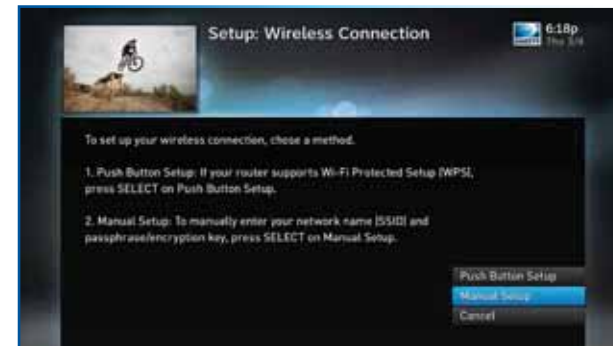 Setup: Wireless Connection
6:18p
Thu 3/4
To set up your wireless connection, chose a method.
1. Push Button Setup: If your router supports Wi-Fi Protected Setup (WPS),
press SELECT on Push Button Setup.
2. Manual Setup: To manually enter your network name (SSID) and
passphrase/encryption key, press SELECT on Manual Setup.
Push Button Setup
Manual Setup
Cancel